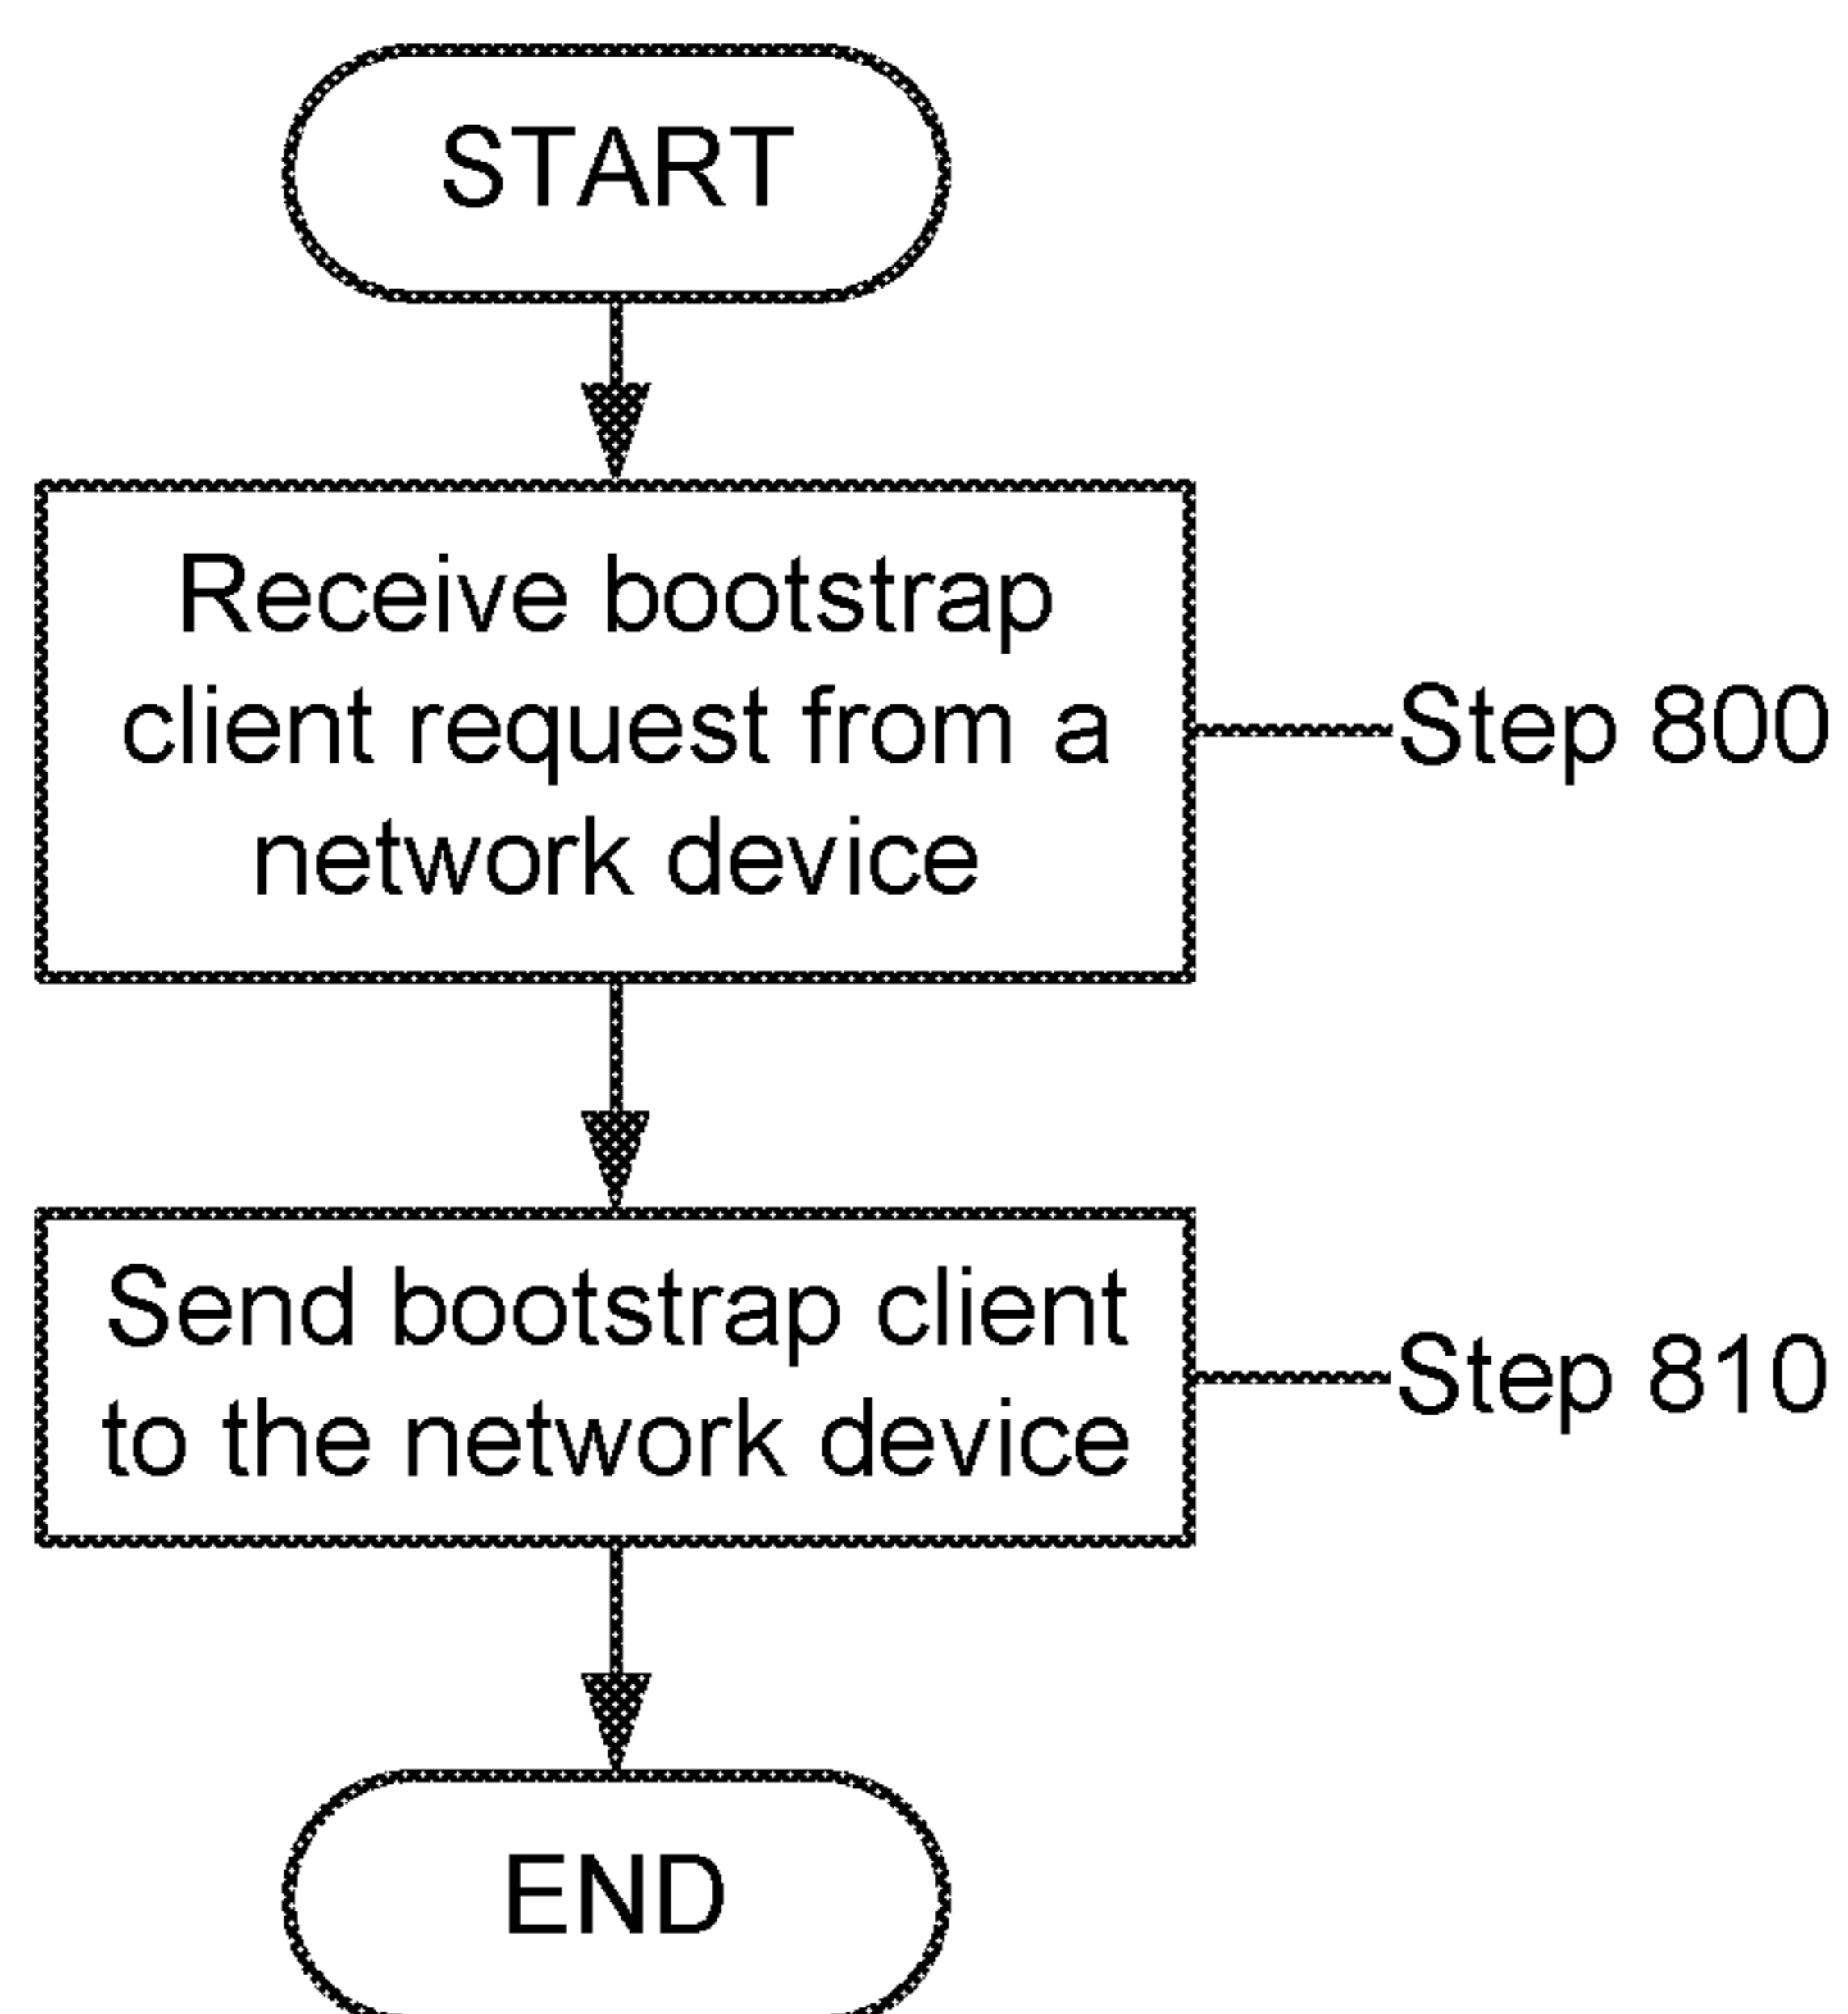 START
Receive bootstrap
client request from a
network device
Step 800
Send bootstrap client
to the network device
Step 810
END